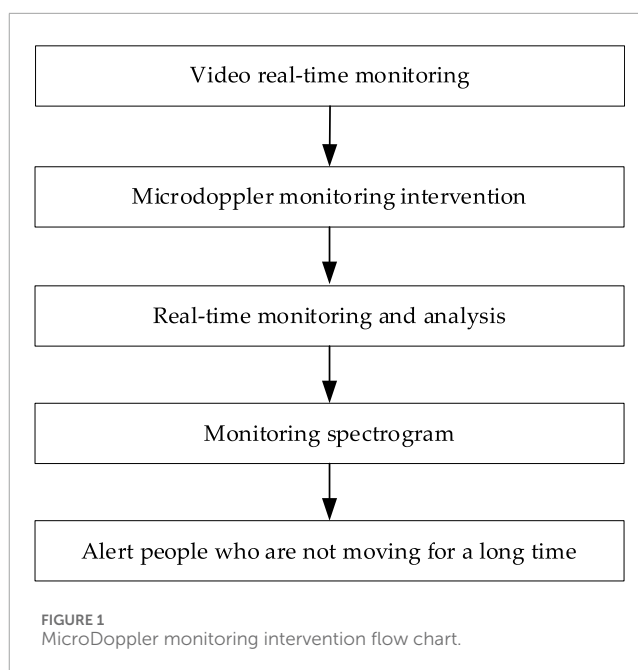 Video real-time monitoring
Microdoppler monitoring intervention
Real-time monitoring and analysis
Monitoring spectrogram
Alert people who are not moving for a long time
FIGURE 1
MicroDoppler monitoring intervention flow chart.